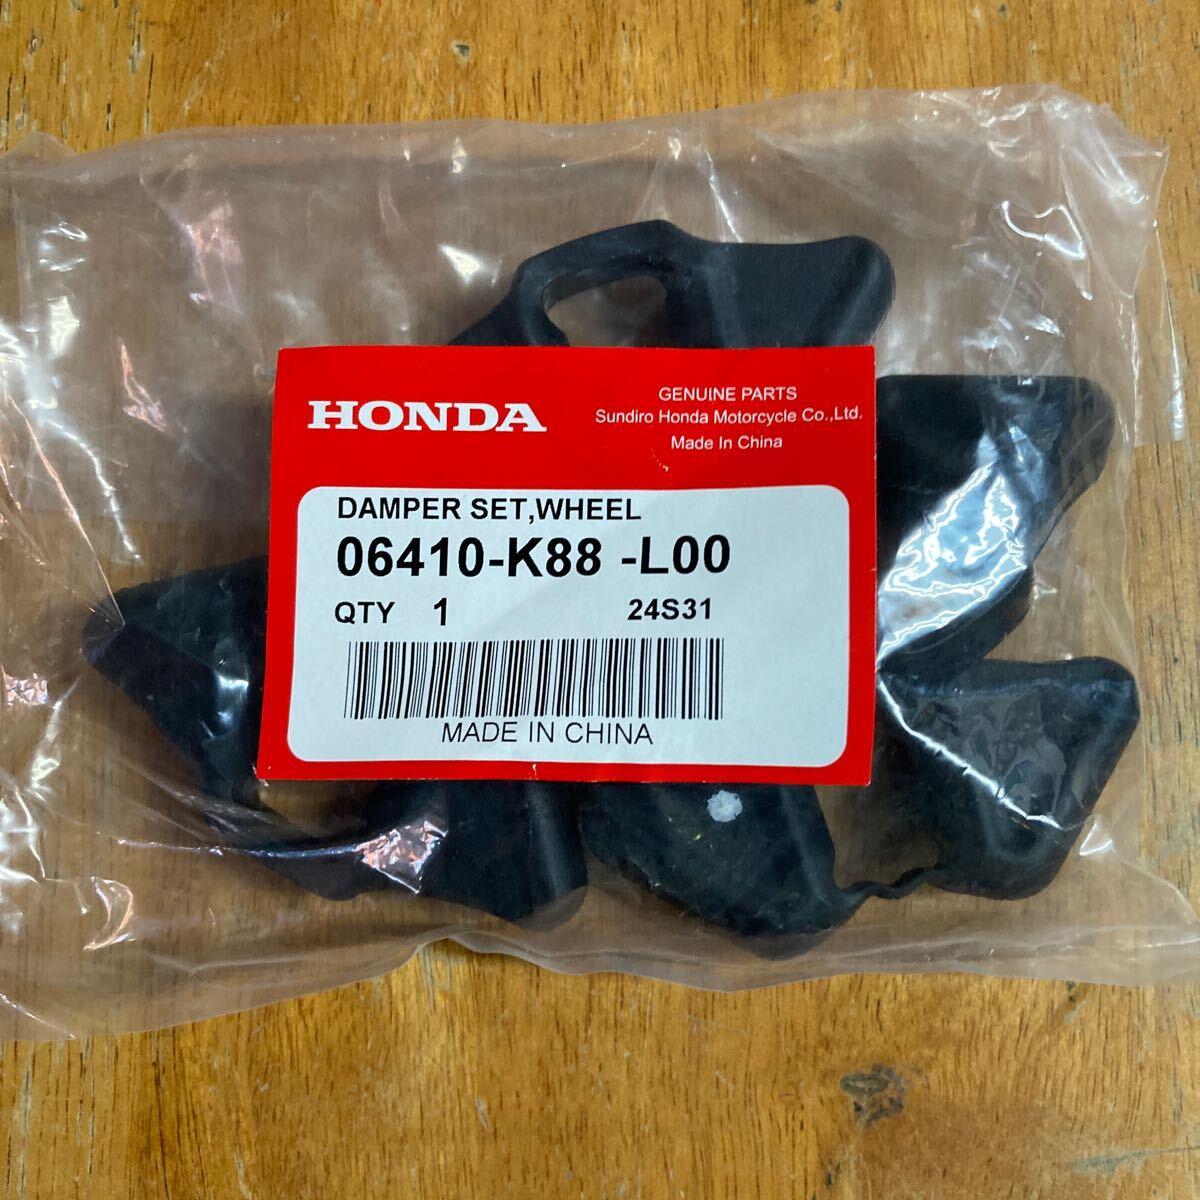 HONDA
GENUINE PARTS
Sundiro Honda Motorcycle Co.,Ltd.
Made In China
DAMPER SET,WHEEL
06410-K88 -L00
QTY 1 24S31
MADE IN CHINA